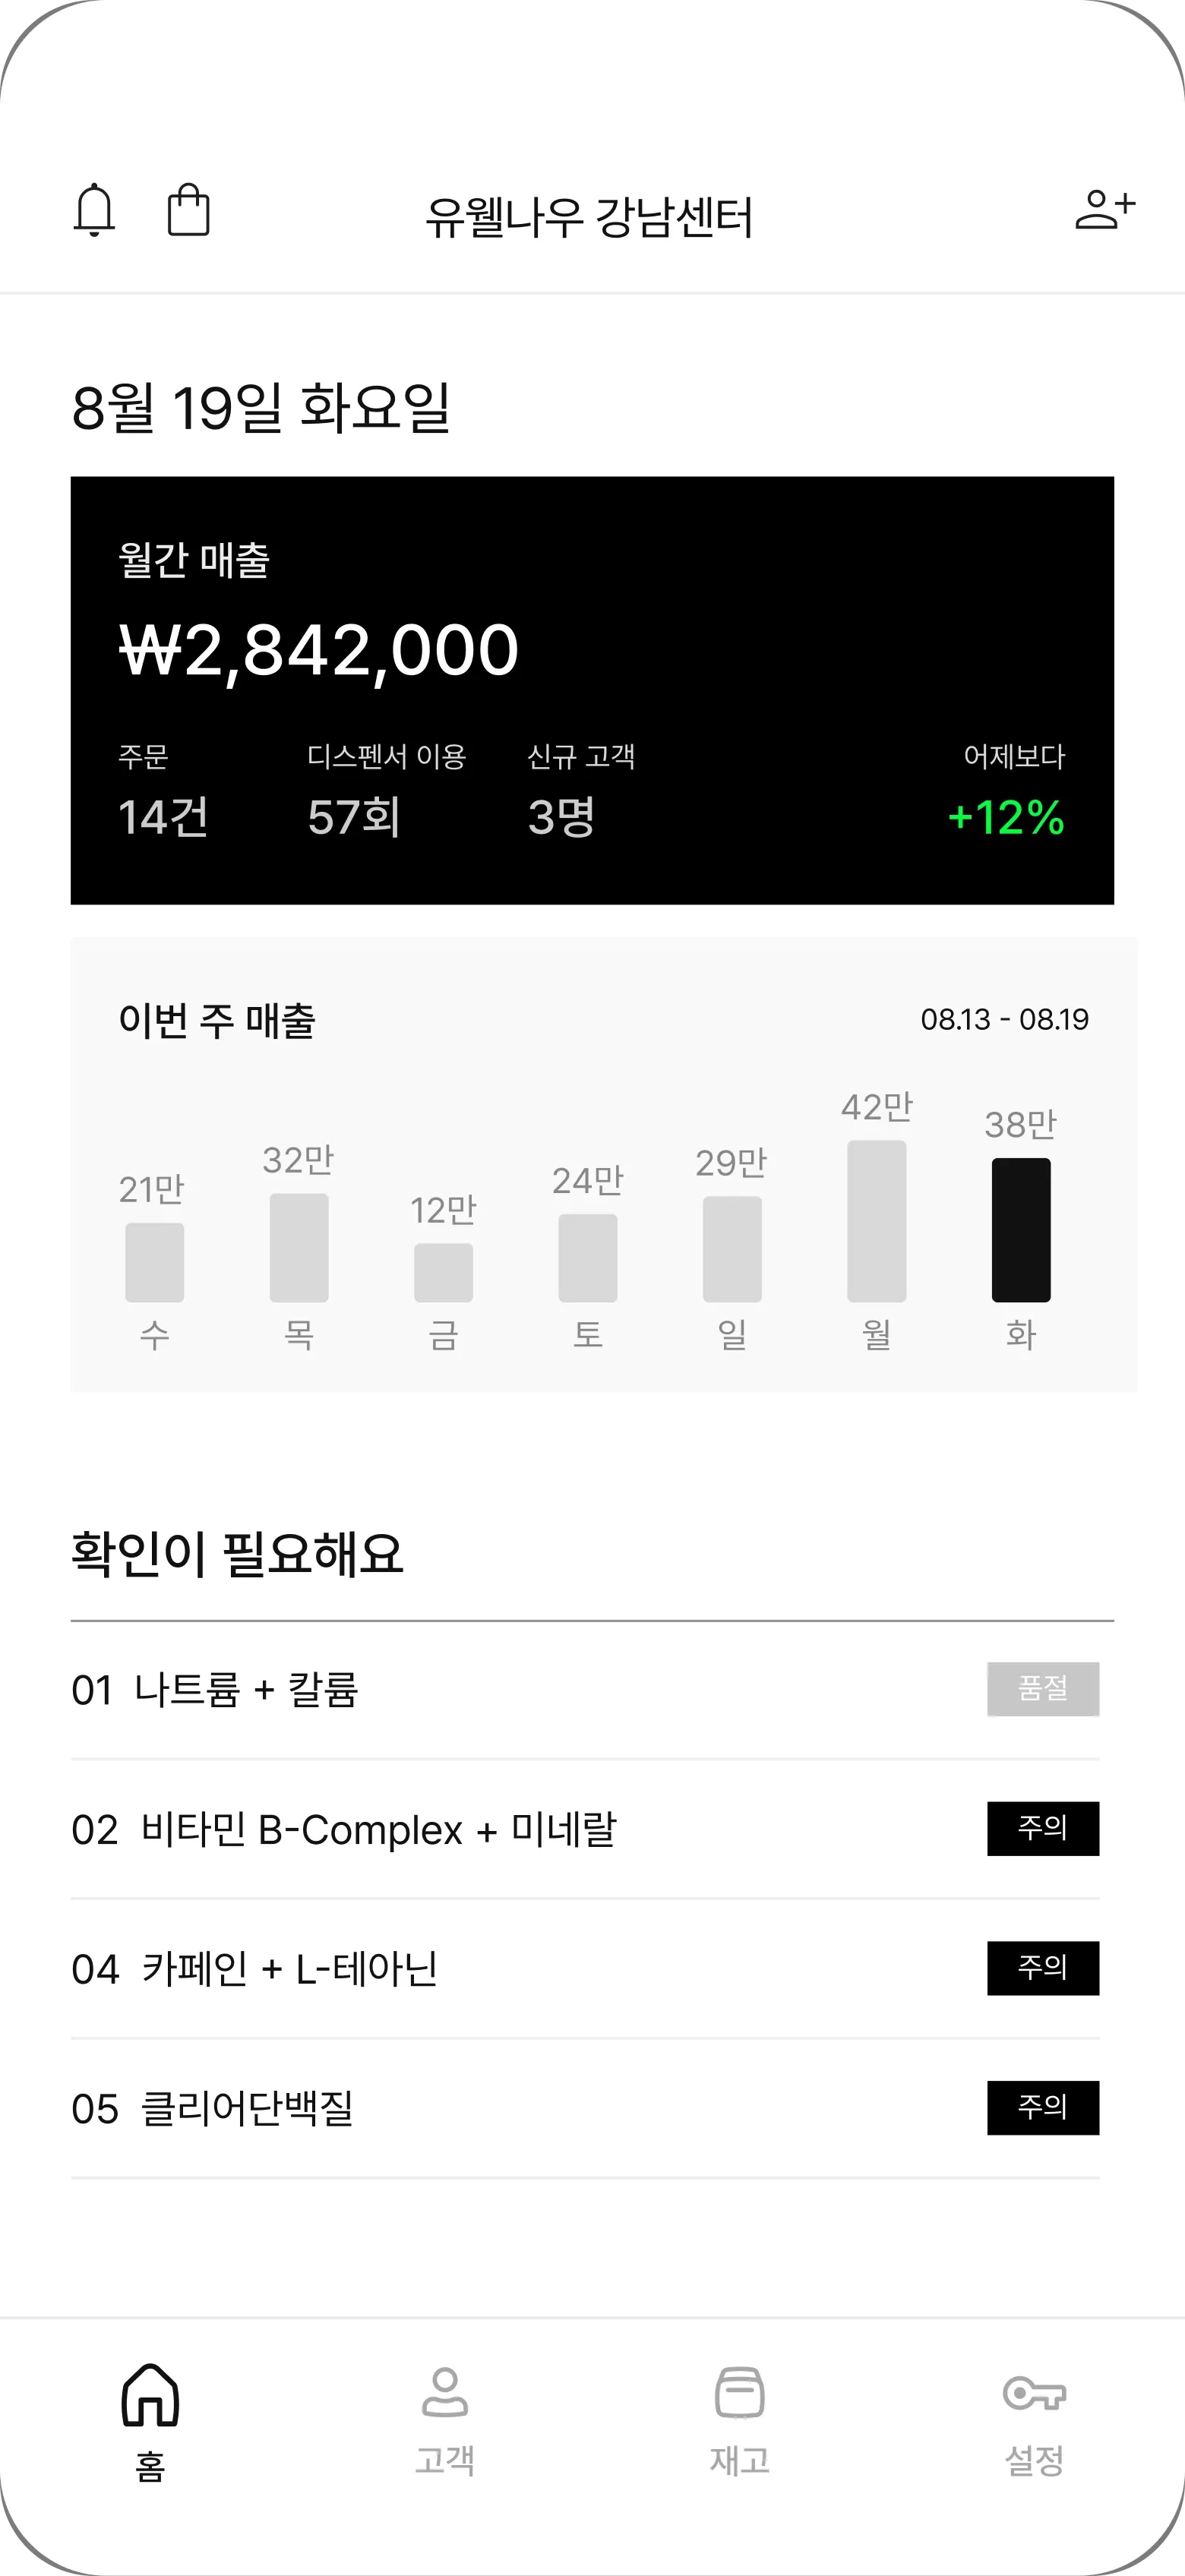 유웰나우 강남센터
8월 19일 화요일
월간 매출
₩2,842,000
주문 디스펜서 이용 신규 고객 어제보다
14건 57회 3명 +12%
이번 주 매출 08.13 - 08.19
21만 32만 12만 24만 29만 42만 38만
수 목 금 토 일 월 화
확인이 필요해요
01 나트륨 + 칼륨 품절
02 비타민 B-Complex + 미네랄 주의
04 카페인 + L-테아닌 주의
05 클리어단백질 주의
홈 고객 재고 설정